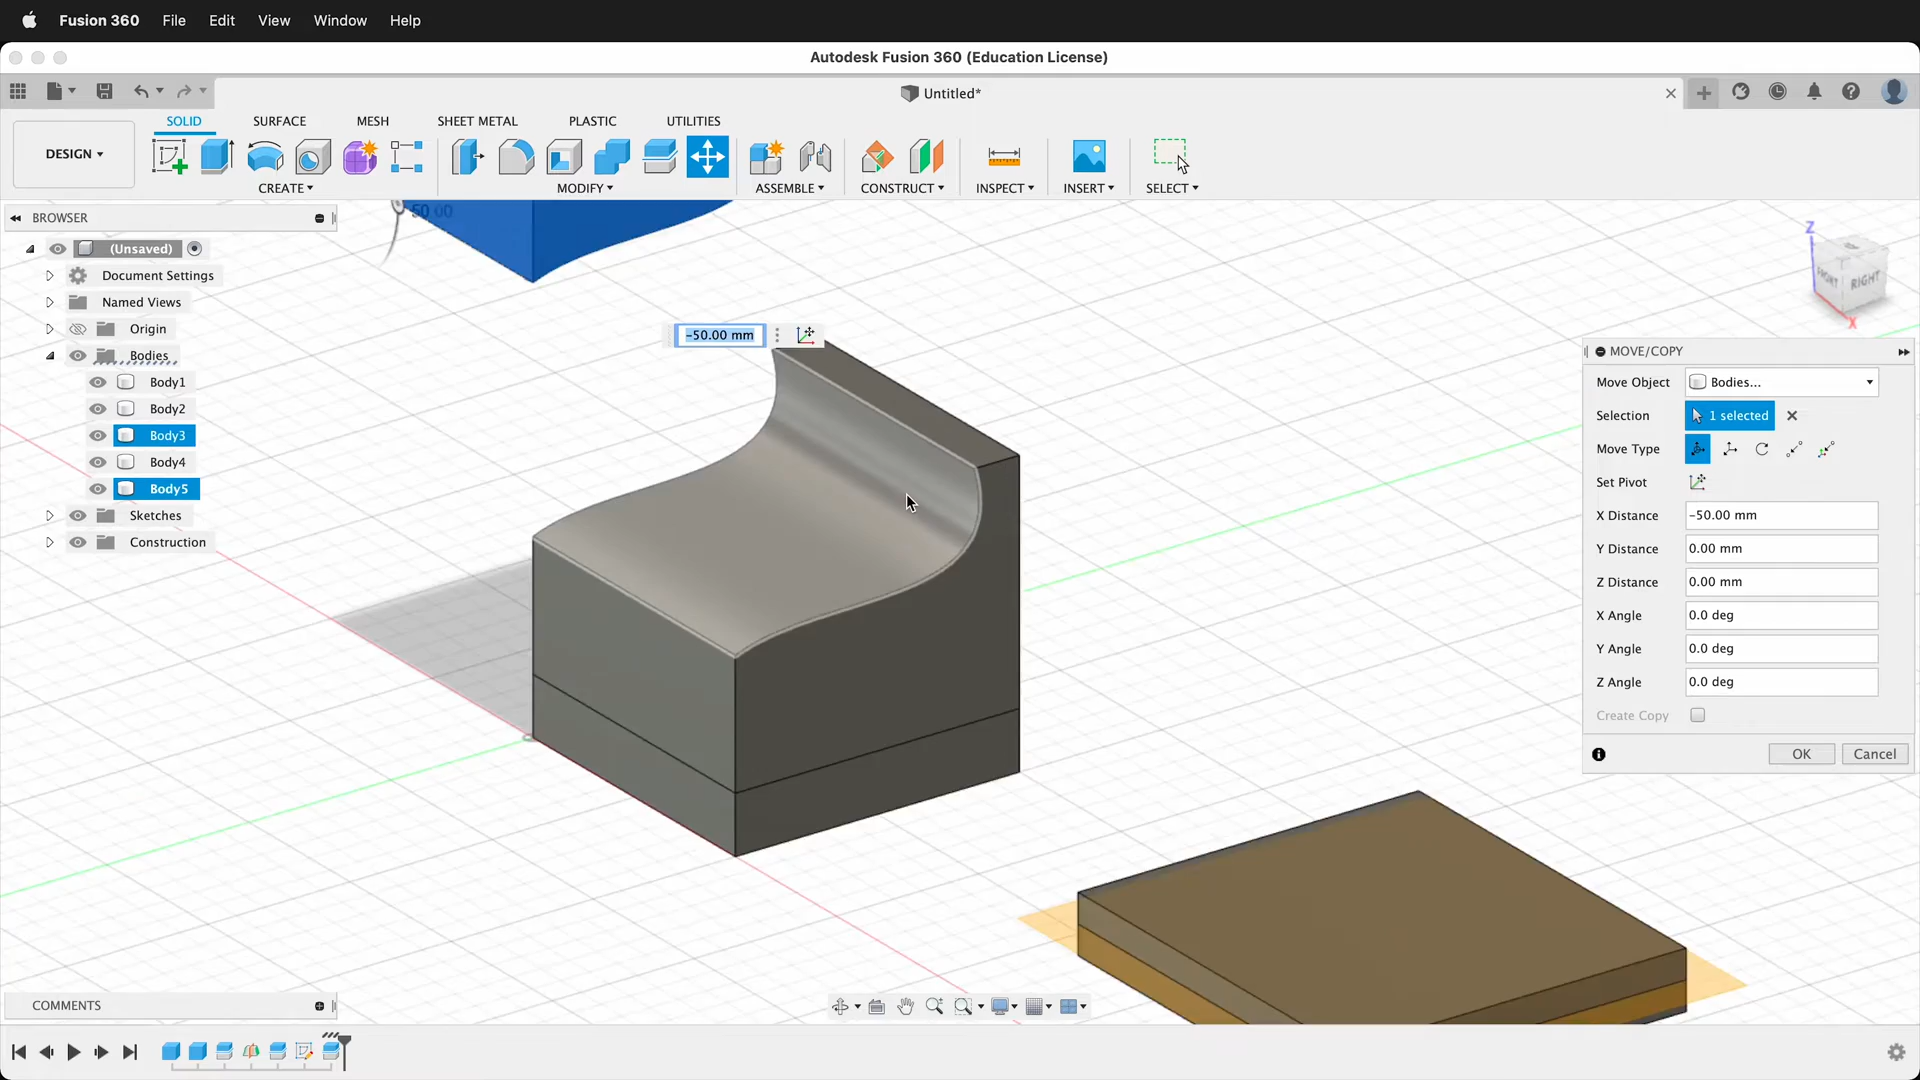 Fusion 360 File Edit View Window Help
Autodesk Fusion 360 (Education License)
Untitled*
SOLID SURFACE MESH SHEET METAL PLASTIC UTILITIES
DESIGN
CREATE MODIFY ASSEMBLE CONSTRUCT INSPECT INSERT SELECT
BROWSER
(Unsaved)
Document Settings
Named Views
Origin
Bodies
Body1
Body2
Body3
Body4
Body5
Sketches
Construction
50.00
-50.00 mm
Z
FRONT
RIGHT
X
MOVE/COPY
Move Object Bodies...
Selection 1 selected
Move Type
Set Pivot
X Distance -50.00 mm
Y Distance 0.00 mm
Z Distance 0.00 mm
X Angle 0.0 deg
Y Angle 0.0 deg
Z Angle 0.0 deg
Create Copy
OK Cancel
COMMENTS